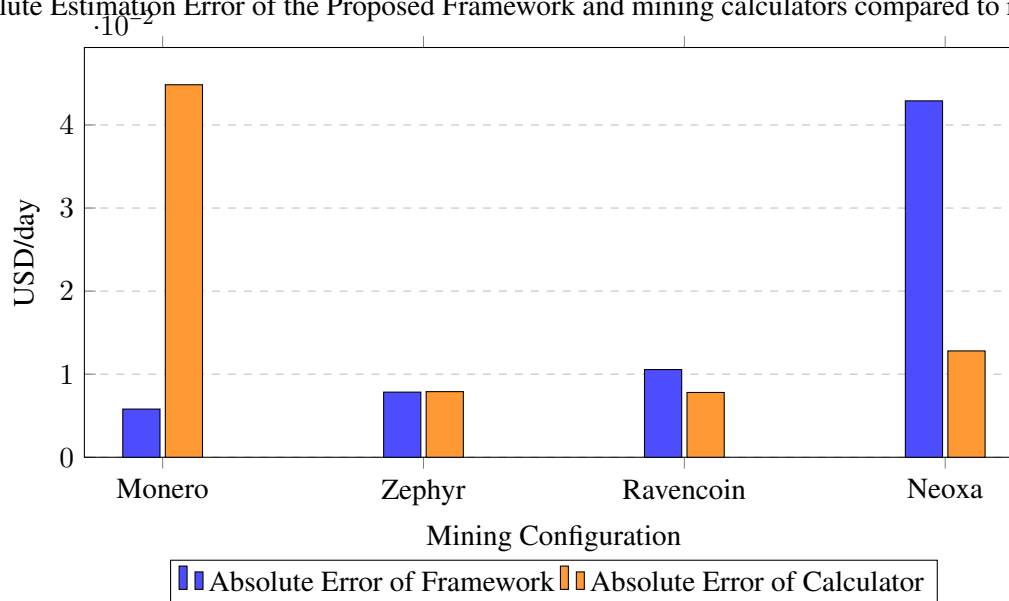 Estimation Error of the Proposed Framework and mining calculators compared to
·10⁻²
4
3
2
1
0
USD/day
Monero Zephyr Ravencoin Neoxa
Mining Configuration
Absolute Error of Framework Absolute Error of Calculator